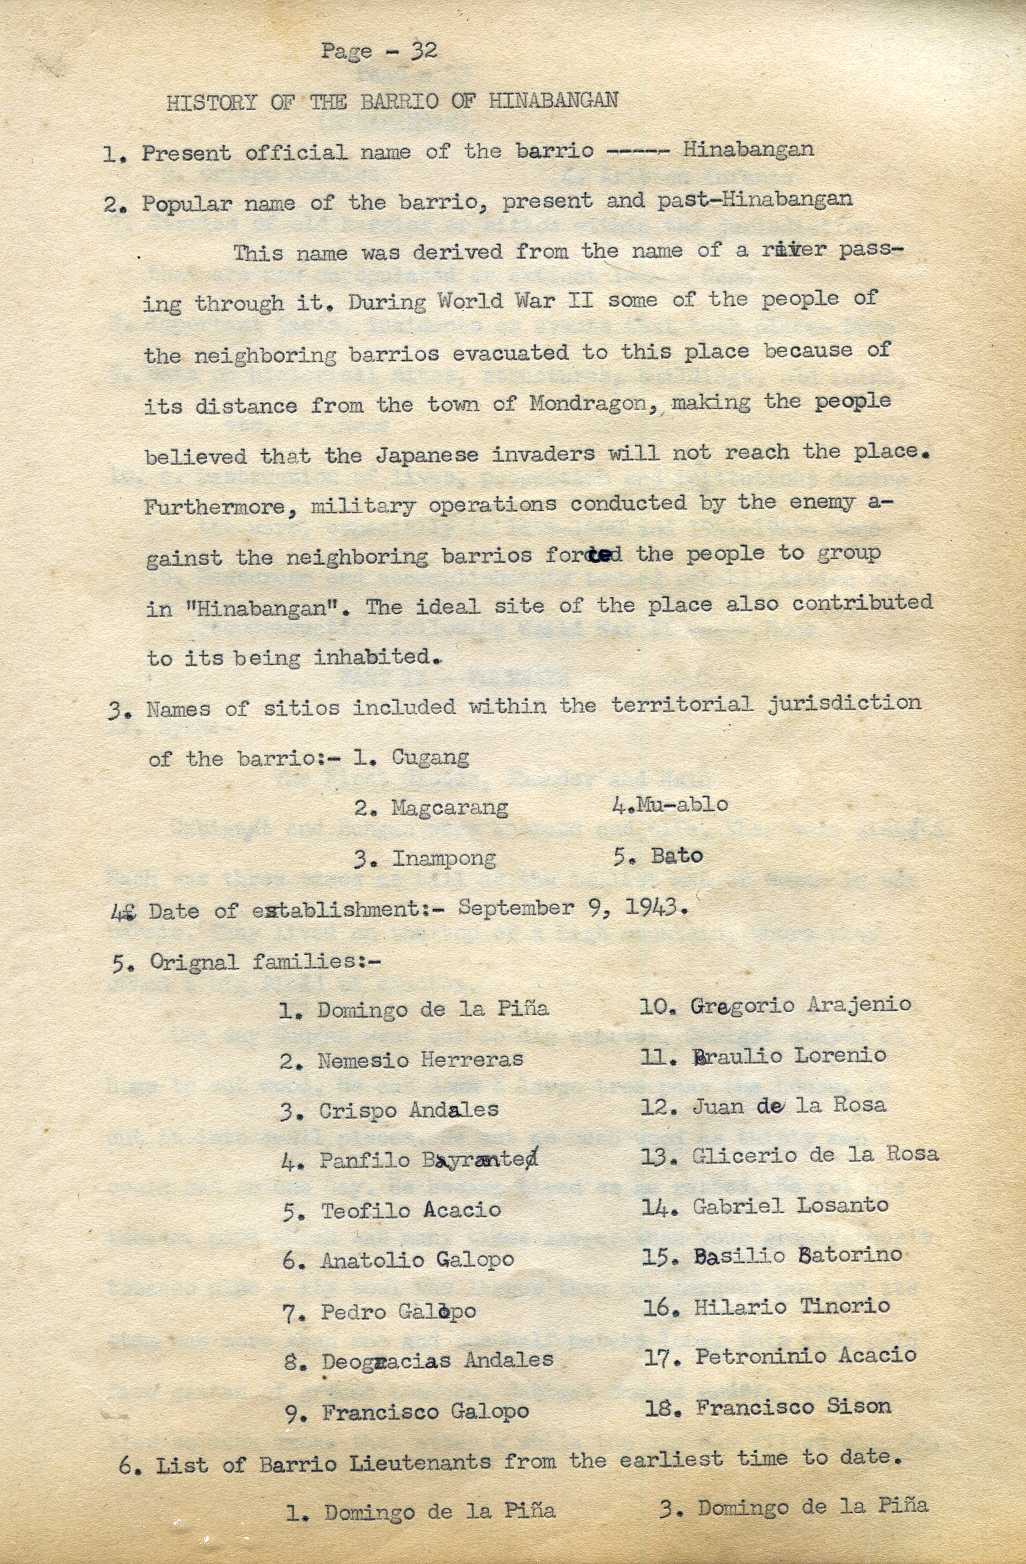 Page - 32
HISTORY OF THE BARRIO OF HINABANGAN
1. Present official name of the barrio ----- Hinabangan
2. Popular name of the barrio, present and past-Hinabangan
This name was derived from the name of a river pass-
ing through it. During World War II some of the people of
the neighboring barrios evacuated to this place because of
its distance from the town of Mondragon, making the people
believed that the Japanese invaders will not reach the place.
Furthermore, military operations conducted by the enemy a-
gainst the neighboring barrios forced the people to group
in "Hinabangan". The ideal site of the place also contributed
to its being inhabited.
3. Names of sitios included within the territorial jurisdiction
of the barrio:- 1. Cugang
2. Magcarang 4.Mu-ablo
3. Inampong 5. Bato
4. Date of establishment:- September 9, 1943.
5. Orignal families:-
1. Domingo de la Piña 10. Gregorio Arajenio
2. Nemesio Herreras 11. Braulio Lorenio
3. Crispo Andales 12. Juan de la Rosa
4. Panfilo 13. Glicerio de la Rosa
5. Teofilo Acacio 14. Gabriel Losanto
6. Anatolio Galopo 15. Basilio Batorino
7. Pedro Galopo 16. Hilario Tinorio
8. Deogracias Andales 17. Petroninio Acacio
9. Francisco Galopo 18. Francisco Sison
6. List of Barrio Lieutenants from the earliest time to date.
1. Domingo de la Piña 3. Domingo de la Piña